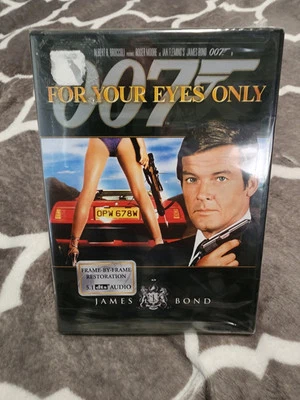 ALBERT R. BROCCOLI ROGER MOORE IAN FLEMING'S JAMES BOND 007
007
FOR YOUR EYES ONLY
OPW 678W
FRAME-BY-FRAME
RESTORATION
5.1 dts AUDIO
JAMES BOND